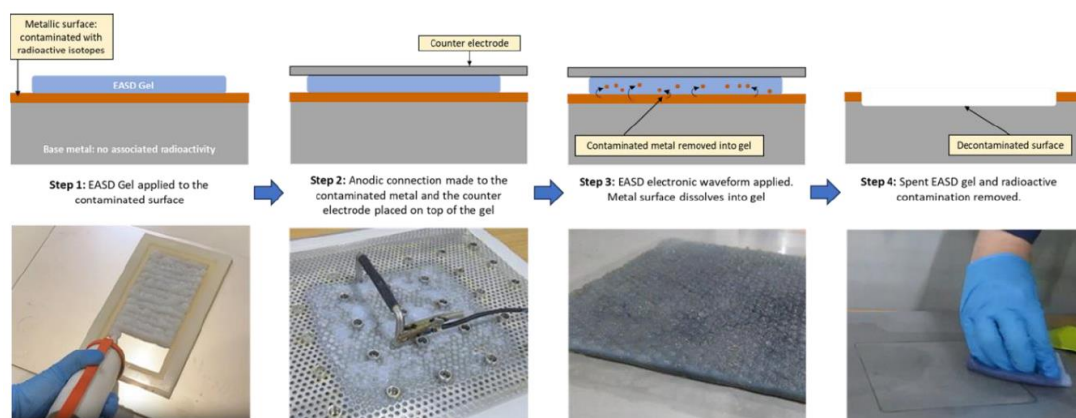 Metallic surface:
contaminated with
radioactive isotopes
EASD Gel
Base metal: no associated radioactivity
Counter electrode
Contaminated metal removed into gel
Decontaminated surface
Step 1: EASD Gel applied to the
contaminated surface
Step 2: Anodic connection made to the
contaminated metal and the counter
electrode placed on top of the gel
Step 3: EASD electronic waveform applied.
Metal surface dissolves into gel
Step 4: Spent EASD gel and radioactive
contamination removed.